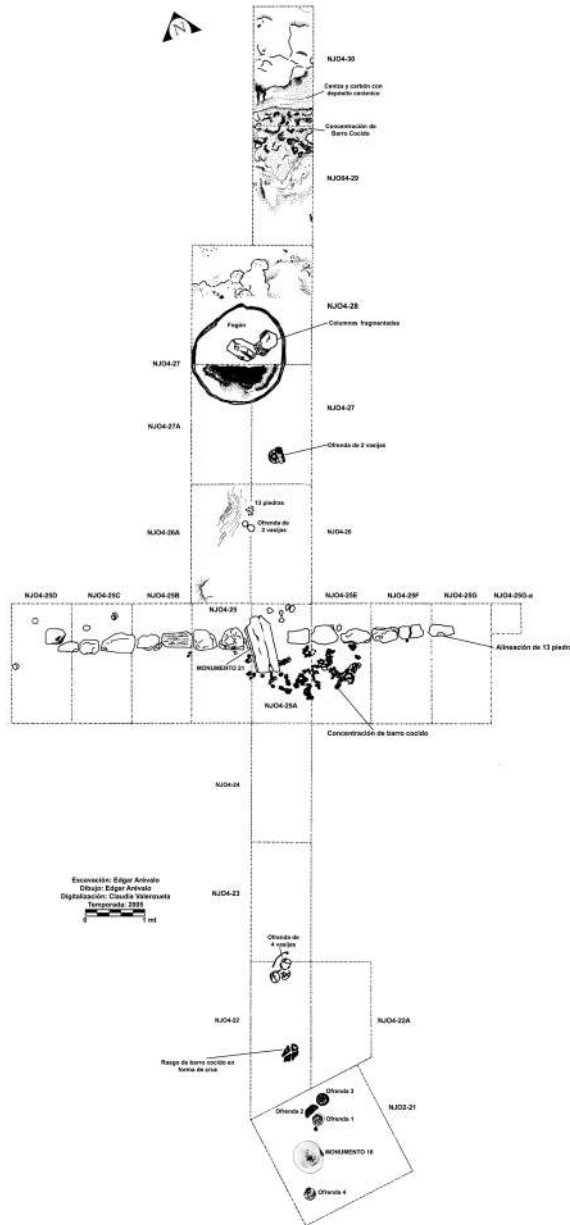 N
NJO4-30
Ceniza y carbón con
depósito cerámico
Concentración de
Barro Cocido
NJO04-29
NJO4-28
Fogón
Columnas fragmentadas
NJO4-27
NJO4-27
NJO4-27A
Ofrenda de 2 vasijas
13 piedras
NJO4-26A
Ofrenda de
2 vasijas
NJO4-26
NJO4-25D
NJO4-25C
NJO4-25B
NJO4-25
NJO4-25E
NJO4-25F
NJO4-25G
NJO4-25G-a
MONUMENTO 21
Alineación de 13 piedr
NJO4-25A
Concentración de barro cocido
NJO4-24
Excavación: Edgar Arévalo
Dibujo: Edgar Arévalo
Digitalización: Claudia Valenzuela
Temporada: 2005
0 1 mt
NJO4-23
Ofrenda de
4 vasijas
NJO4-22
NJO4-22A
Rasgo de barro cocido en
forma de cruz
Ofrenda 3
NJO2-21
Ofrenda 2
Ofrenda 1
MONUMENTO 18
Ofrenda 4